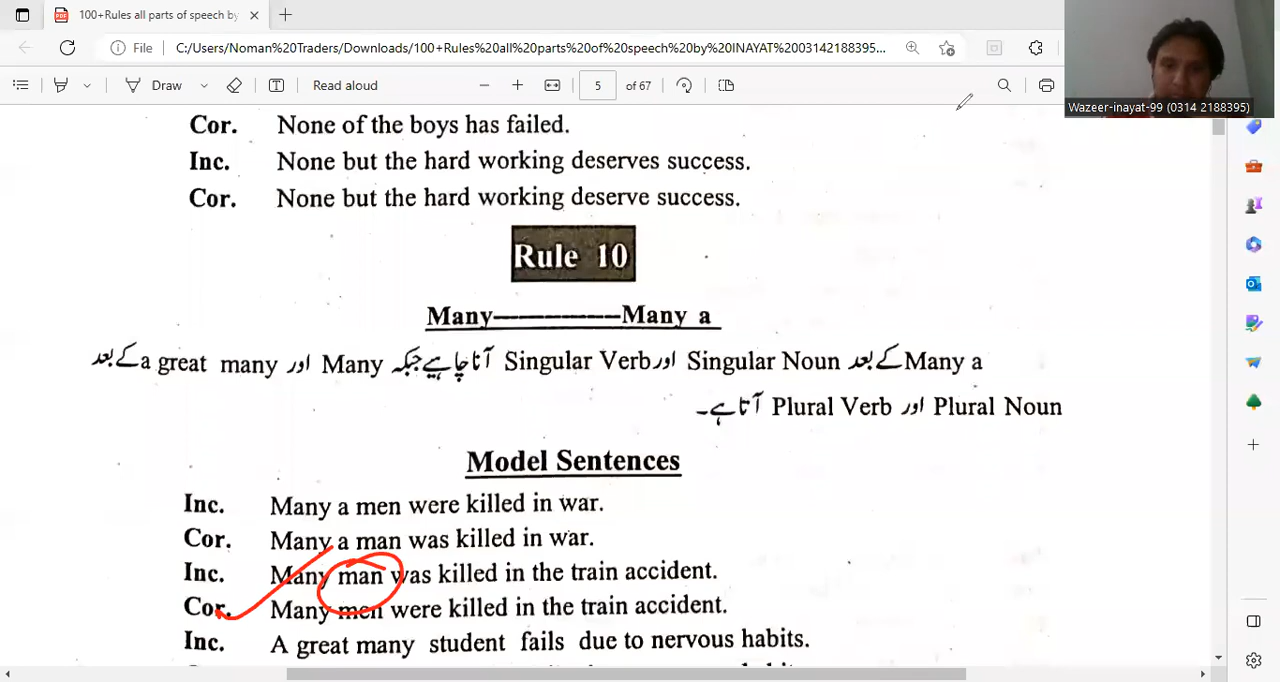 100+Rules all parts of speech by
File C:/Users/Noman%20Traders/Downloads/100+Rules%20all%20parts%20of%20speech%20by%20INAYAT%2003142188395...
Draw Read aloud 5 of 67
Wazeer-inayat-99 (0314 2188395)
Cor. None of the boys has failed.
Inc. None but the hard working deserves success.
Cor. None but the hard working deserve success.
Rule 10
Many————Many a
Many a کے بعد Singular Noun اور Singular Verb آنا چاہیے جبکہ Many اور a great many کے بعد
Plural Noun اور Plural Verb آتا ہے۔
Model Sentences
Inc. Many a men were killed in war.
Cor. Many a man was killed in war.
Inc. Many man was killed in the train accident.
Cor. Many men were killed in the train accident.
Inc. A great many student fails due to nervous habits.